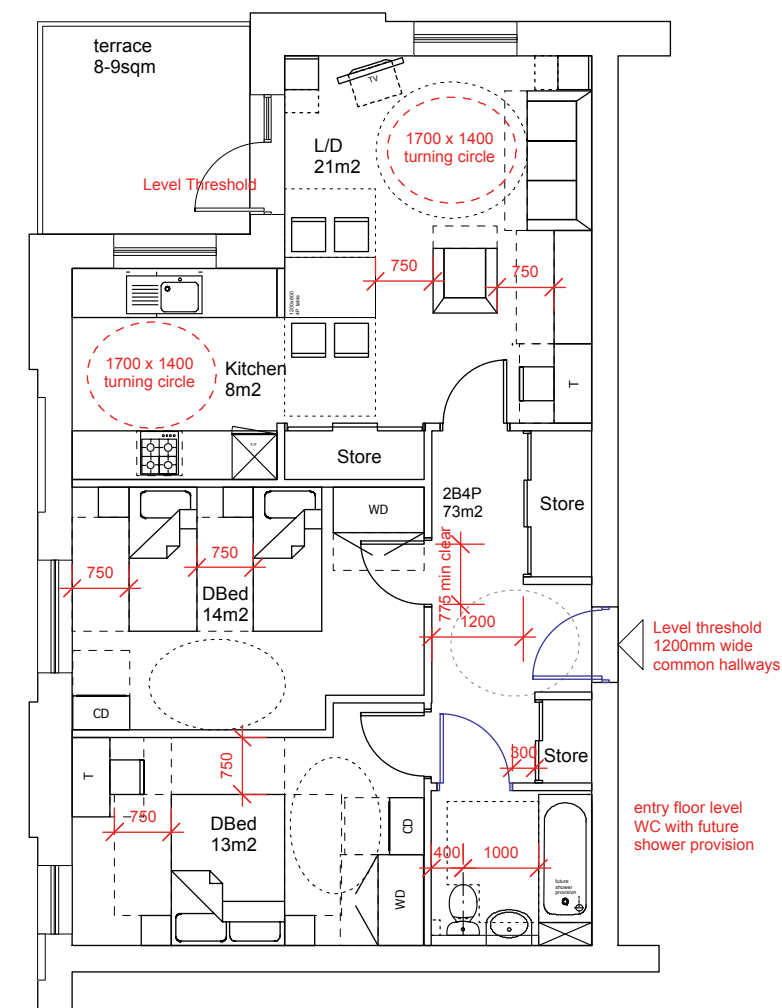 terrace
8-9sqm
TV
L/D
21m2
1700 x 1400
turning circle
Level Threshold
750
750
1200x800
4P table
1700 x 1400
turning circle
Kitchen
8m2
T
F/F
Store
WD
2B4P
73m2
Store
750
750
DBed
14m2
775 min clear
1200
Level threshold
1200mm wide
common hallways
CD
T
750
300
Store
750
DBed
13m2
CD
WD
400
1000
future
shower
provision
entry floor level
WC with future
shower provision